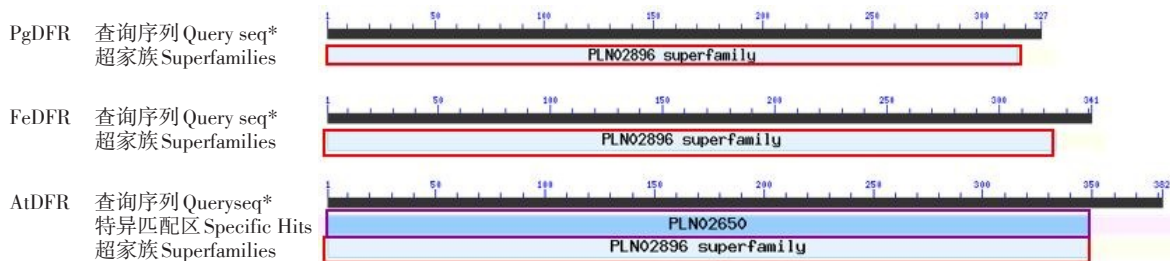 1 50 100 150 200 250 300 327
PgDFR 查询序列 Query seq*
超家族 Superfamilies PLN02896 superfamily
1 50 100 150 200 250 300 341
FeDFR 查询序列 Query seq*
超家族 Superfamilies PLN02896 superfamily
1 50 100 150 200 250 300 350 382
AtDFR 查询序列 Queryseq*
特异匹配区 Specific Hits PLN02650
超家族 Superfamilies PLN02896 superfamily